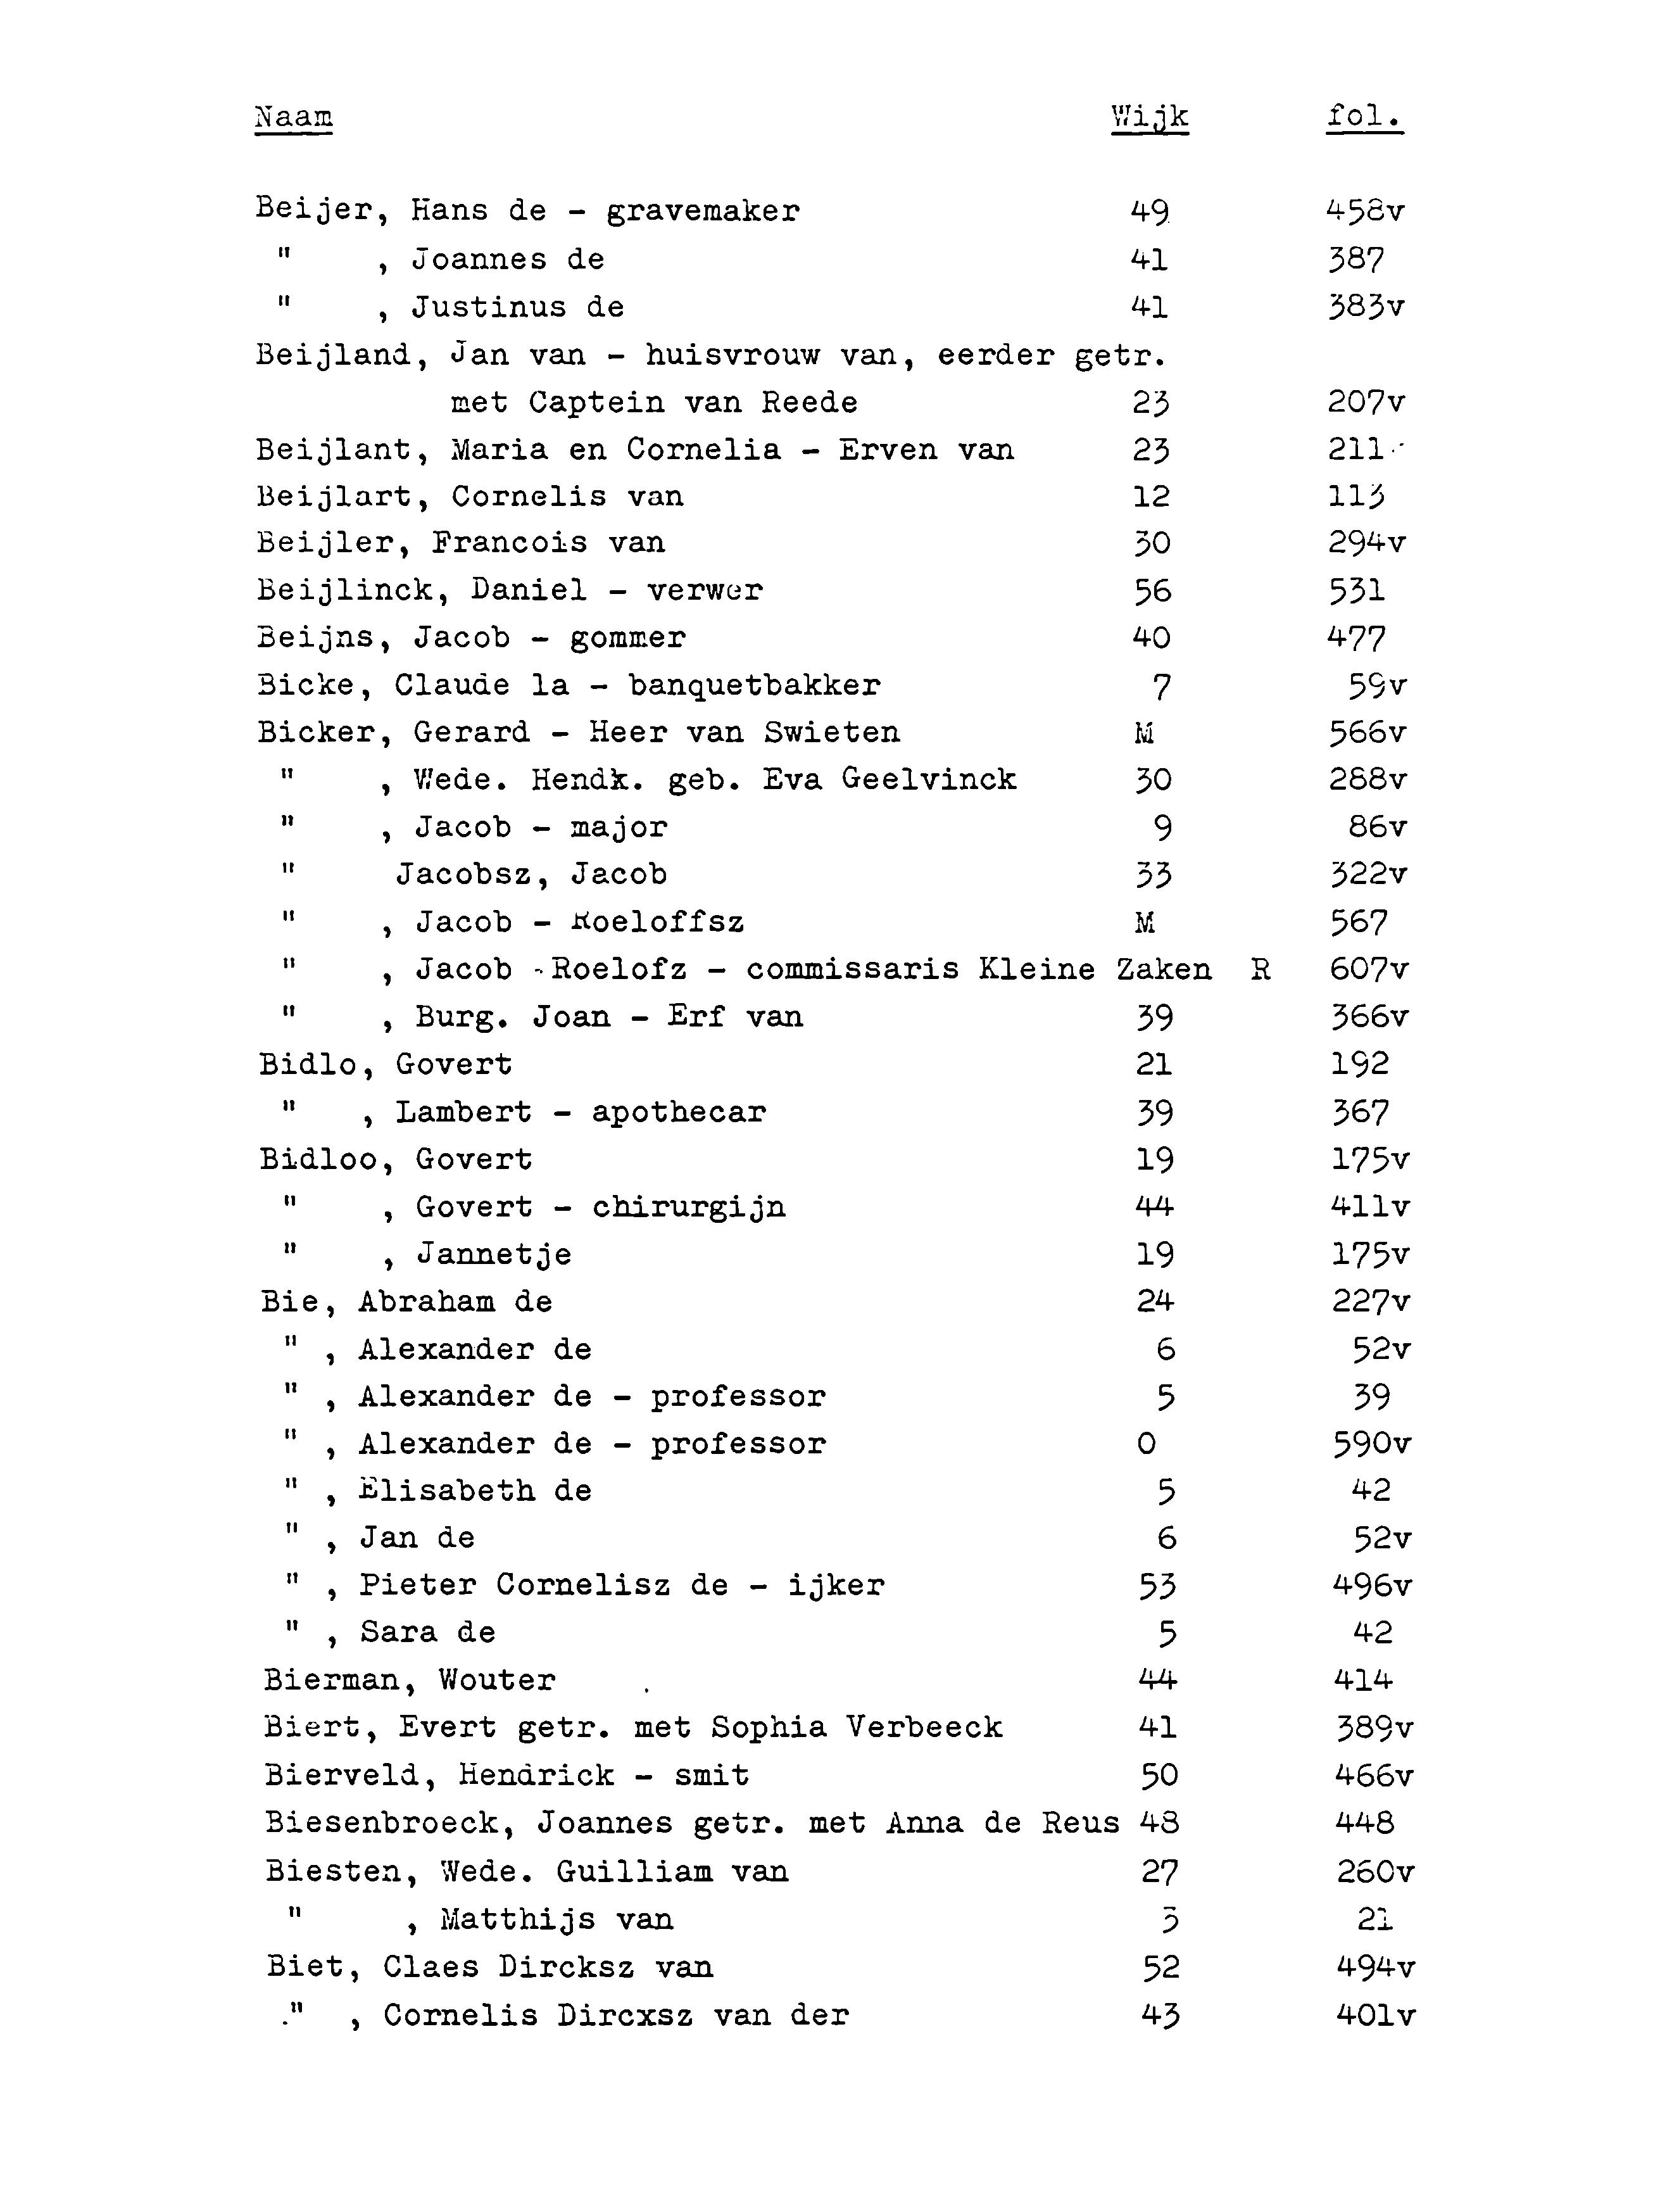 Naam Wijk fol.
Beijer, Hans de - gravemaker 49 458v
" , Joannes de 41 387
" , Justinus de 41 383v
Beijland, Jan van - huisvrouw van, eerder getr.
met Captein van Reede 23 207v
Beijlant, Maria en Cornelia - Erven van 23 211
Beijlart, Cornelis van 12 113
Beijler, Francois van 30 294v
Beijlinck, Daniel - verwer 56 531
Beijns, Jacob - gommer 40 477
Bicke, Claude la - banquetbakker 7 59v
Bicker, Gerard - Heer van Swieten M 566v
" , Wede. Hendk. geb. Eva Geelvinck 30 288v
" , Jacob - major 9 86v
" Jacobsz, Jacob 33 322v
" , Jacob - Roeloffsz M 567
" , Jacob - Roelofz - commissaris Kleine Zaken R 607v
" , Burg. Joan - Erf van 39 366v
Bidlo, Govert 21 192
" , Lambert - apothecar 39 367
Bidloo, Govert 19 175v
" , Govert - chirurgijn 44 411v
" , Jannetje 19 175v
Bie, Abraham de 24 227v
" , Alexander de 6 52v
" , Alexander de - professor 5 39
" , Alexander de - professor O 590v
" , Elisabeth de 5 42
" , Jan de 6 52v
" , Pieter Cornelisz de - ijker 53 496v
" , Sara de 5 42
Bierman, Wouter 44 414
Biert, Evert getr. met Sophia Verbeeck 41 389v
Bierveld, Hendrick - smit 50 466v
Biesenbroeck, Joannes getr. met Anna de Reus 48 448
Biesten, Wede. Guilliam van 27 260v
" , Matthijs van 3 21
Biet, Claes Dircksz van 52 494v
" , Cornelis Dircxsz van der 43 401v